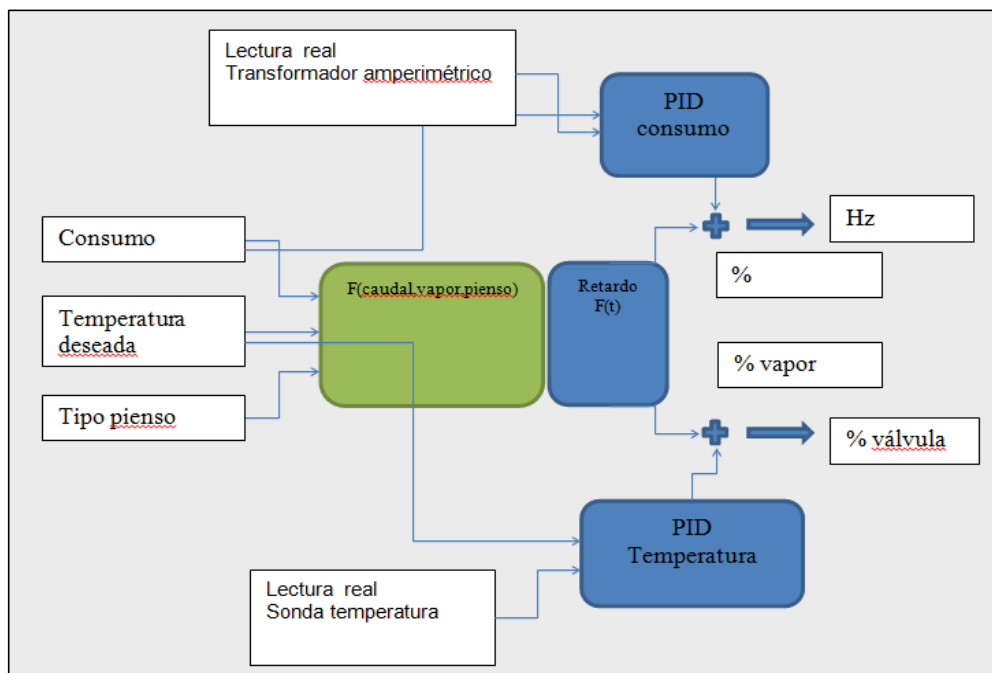 Lectura real
Transformador amperimétrico
PID
consumo
Consumo
Hz
%
F(caudal,vapor,pienso)
Retardo
F(t)
Temperatura
deseada
% vapor
Tipo pienso
% válvula
PID
Temperatura
Lectura real
Sonda temperatura